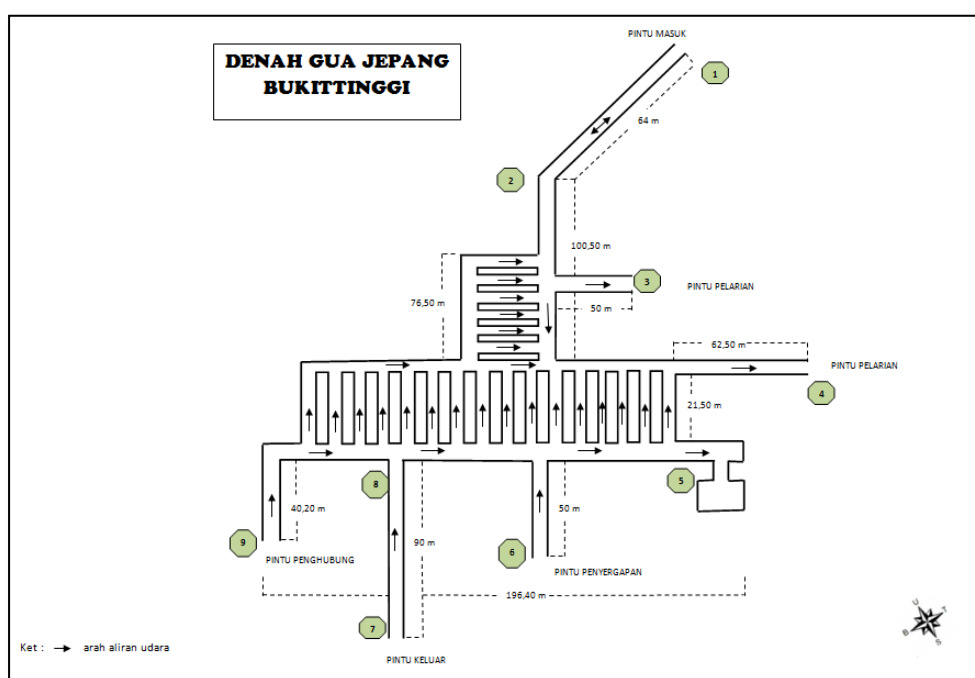 DENAH GUA JEPANG
BUKITTINGGI
PINTU MASUK
1
64 m
2
100,50 m
76,50 m
3
PINTU PELARIAN
50 m
62,50 m
PINTU PELARIAN
4
21,50 m
5
8
40,20 m
90 m
50 m
9
6
PINTU PENGHUBUNG
PINTU PENYERGAPAN
196,40 m
7
PINTU KELUAR
U
T
B
S
Ket : → arah aliran udara